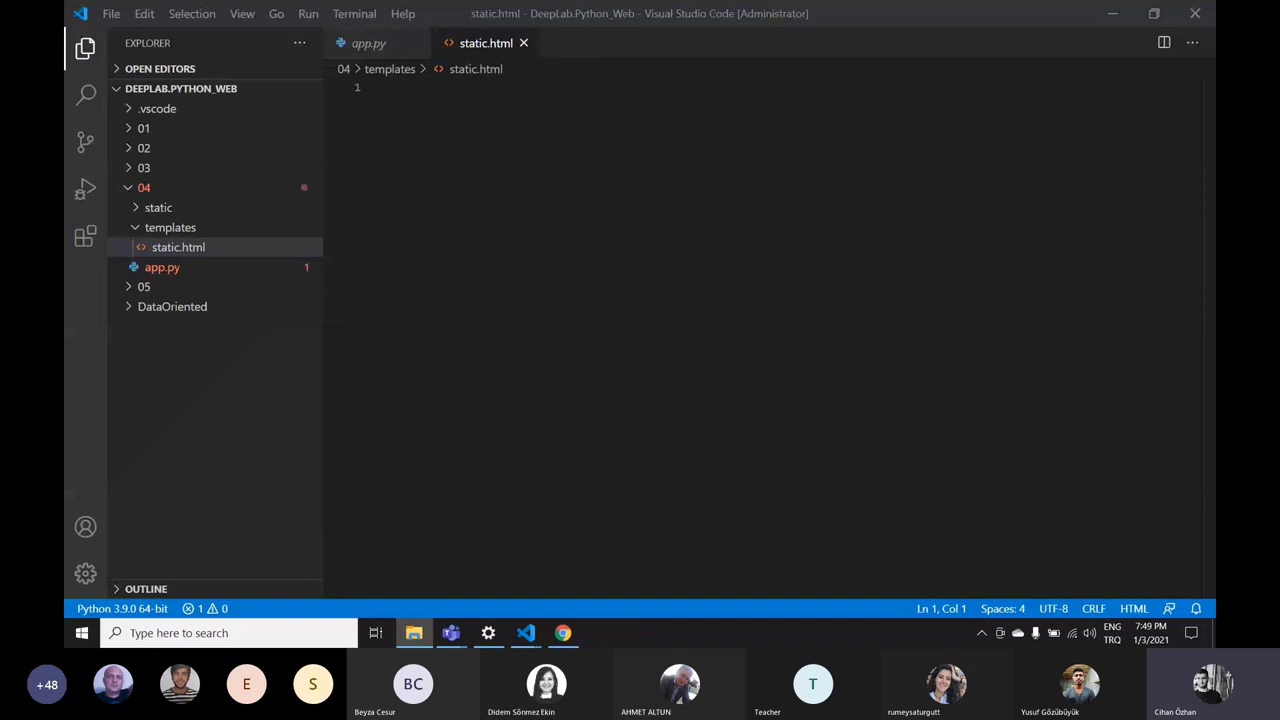 File Edit Selection View Go Run Terminal Help
static.html - DeepLab.Python_Web - Visual Studio Code [Administrator]
EXPLORER
app.py
static.html
OPEN EDITORS
04 > templates > static.html
DEEPLAB.PYTHON_WEB
1
.vscode
01
02
03
04
static
templates
static.html
app.py 1
05
DataOriented
OUTLINE
Python 3.9.0 64-bit
1
0
Ln 1, Col 1
Spaces: 4
UTF-8
CRLF
HTML
Type here to search
ENG
TRQ
7:49 PM
1/3/2021
+48
E
S
BC
T
Beyza Cesur
Didem Sönmez Ekin
AHMET ALTUN
Teacher
rumeysaturgutt
Yusuf Gözübüyük
Cihan Özhan